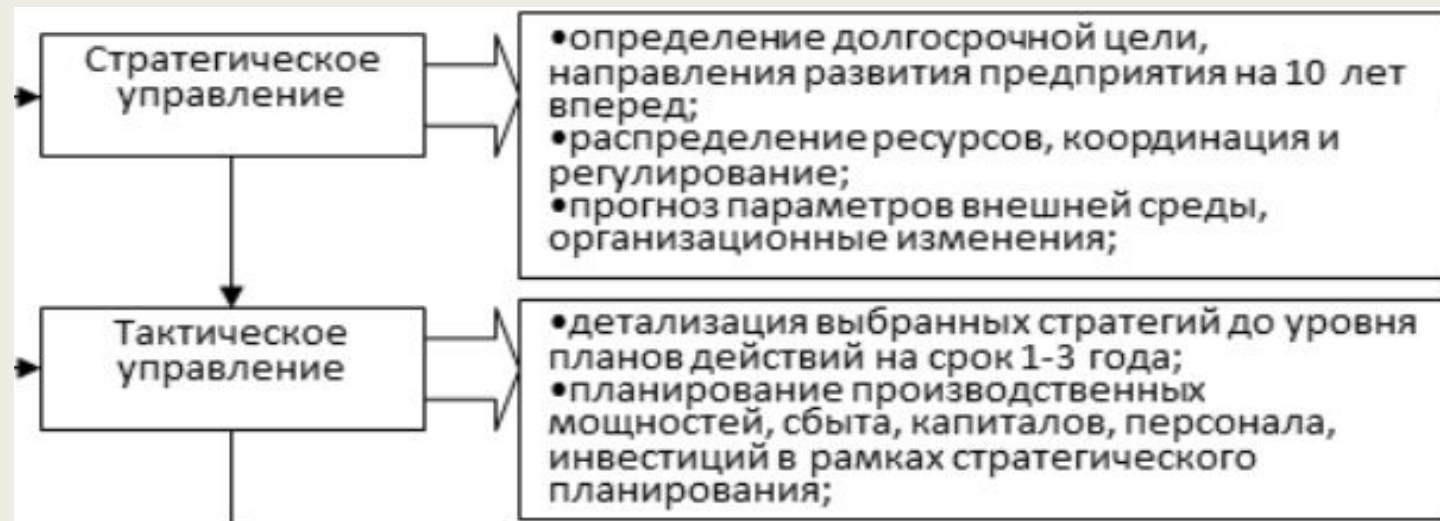 Стратегическое
управление
•определение долгосрочной цели,
направления развития предприятия на 10 лет
вперед;
•распределение ресурсов, координация и
регулирование;
•прогноз параметров внешней среды,
организационные изменения;
Тактическое
управление
•детализация выбранных стратегий до уровня
планов действий на срок 1-3 года;
•планирование производственных
мощностей, сбыта, капиталов, персонала,
инвестиций в рамках стратегического
планирования;